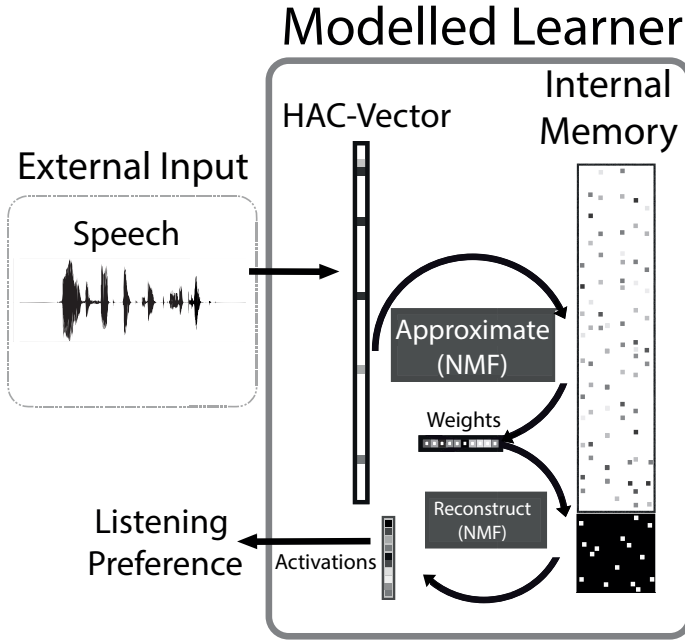 Modelled Learner
Internal
Memory
HAC-Vector
External Input
Speech
Approximate
(NMF)
Weights
Reconstruct
(NMF)
Listening
Preference
Activations